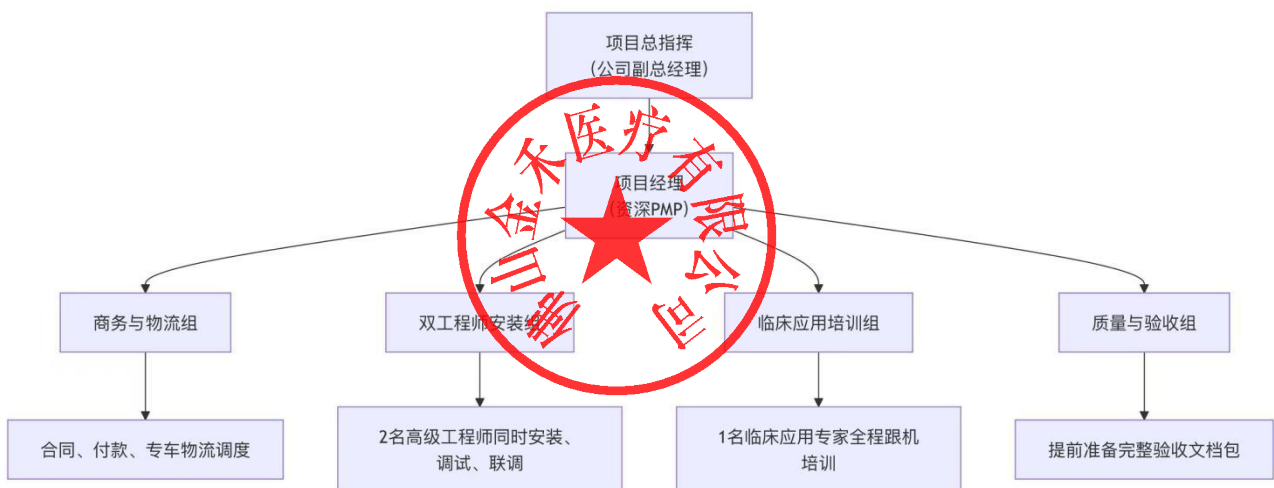 项目总指挥
（公司副总经理）
项目经理
（资深PMP）
佛山金禾医疗有限公司
商务与物流组
双工程师安装组
临床应用培训组
质量与验收组
合同、付款、专车物流调度
2名高级工程师同时安装、
调试、联调
1名临床应用专家全程跟机
培训
提前准备完整验收文档包